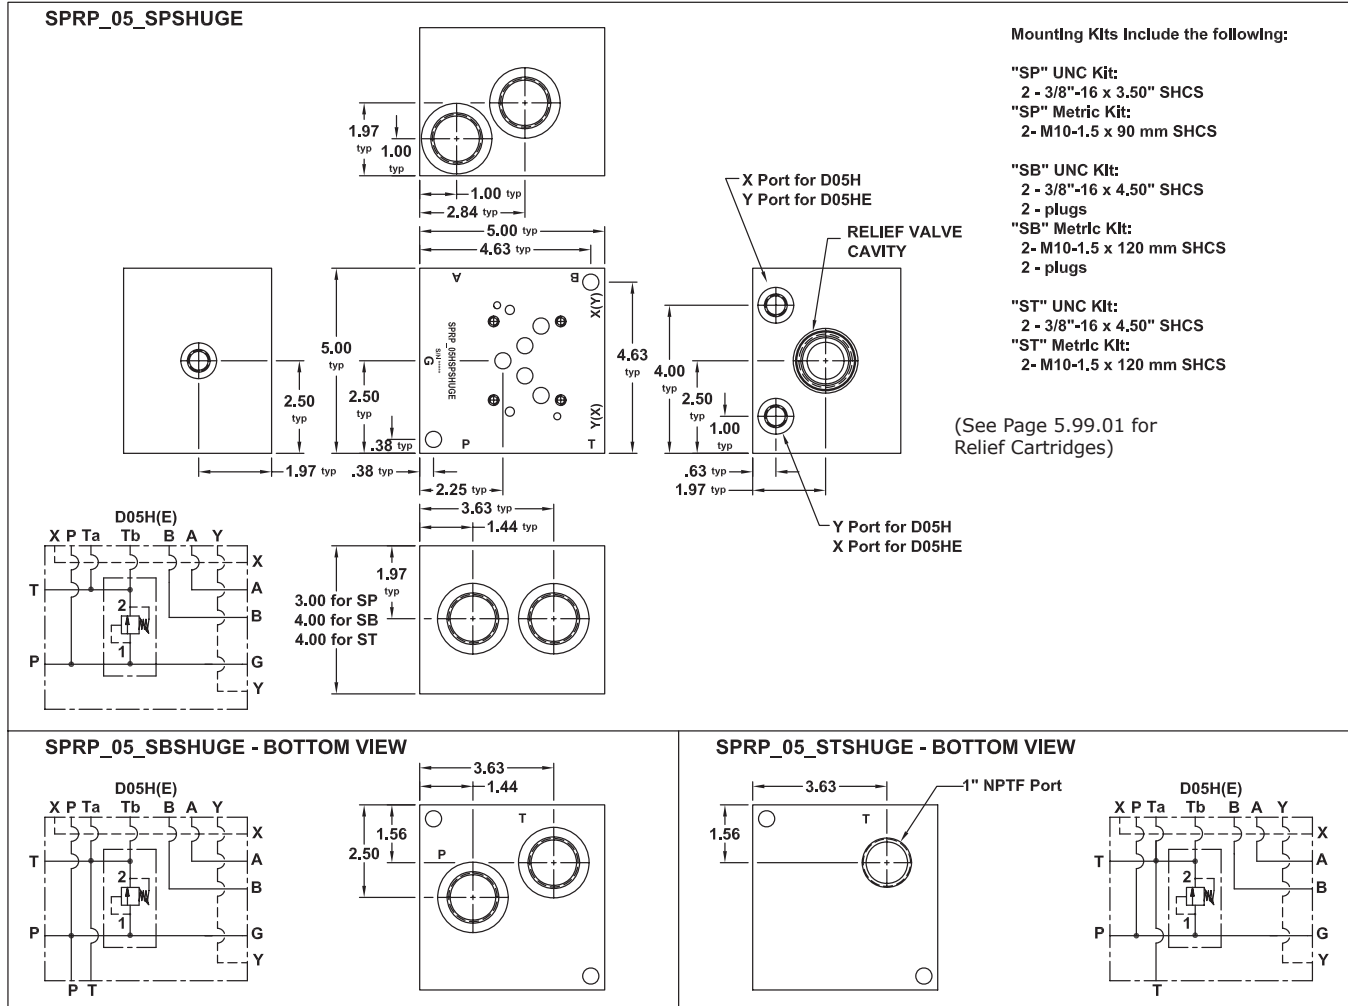 SPRP_05_SPSHUGE
Mounting Kits Include the following:
"SP" UNC Kit:
2 - 3/8"-16 x 3.50" SHCS
"SP" Metric Kit:
2- M10-1.5 x 90 mm SHCS
"SB" UNC Kit:
2 - 3/8"-16 x 4.50" SHCS
2 - plugs
"SB" Metric Kit:
2- M10-1.5 x 120 mm SHCS
2 - plugs
"ST" UNC Kit:
2 - 3/8"-16 x 4.50" SHCS
"ST" Metric Kit:
2- M10-1.5 x 120 mm SHCS
(See Page 5.99.01 for
Relief Cartridges)
1.97 typ
1.00 typ
1.00 typ
2.84 typ
5.00 typ
4.63 typ
X Port for D05H
Y Port for D05HE
RELIEF VALVE
CAVITY
A
B
X(Y)
SPRP_05HSPSHUGE
S/N
G
Y(X)
P
T
5.00 typ
2.50 typ
.38 typ
4.63 typ
2.50 typ
1.97 typ
.38 typ
2.25 typ
4.00 typ
2.50 typ
1.00 typ
.63 typ
1.97 typ
Y Port for D05H
X Port for D05HE
3.63 typ
1.44 typ
1.97 typ
3.00 for SP
4.00 for SB
4.00 for ST
D05H(E)
X P Ta Tb B A Y
X
T
A
2
B
1
P
G
Y
SPRP_05_SBSHUGE - BOTTOM VIEW
D05H(E)
X P Ta Tb B A Y
X
T
A
2
B
1
P
G
Y
P T
3.63
1.44
1.56
2.50
T
P
SPRP_05_STSHUGE - BOTTOM VIEW
3.63
1" NPTF Port
1.56
T
D05H(E)
X P Ta Tb B A Y
X
T
A
2
B
1
P
G
Y
T